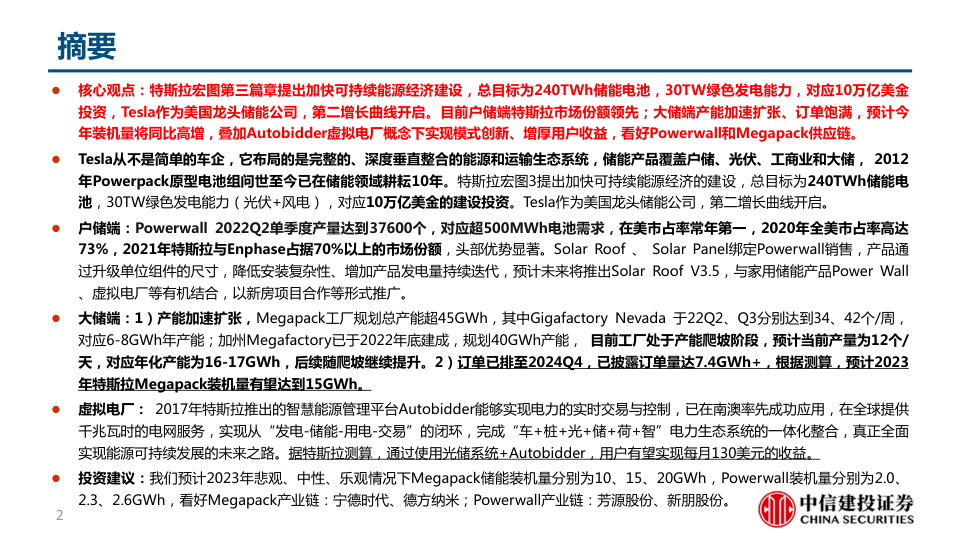 摘要
● 核心观点：特斯拉宏图第三篇章提出加快可持续能源经济建设，总目标为240TWh储能电池，30TW绿色发电能力，对应10万亿美金
投资，Tesla作为美国龙头储能公司，第二增长曲线开启。目前户储端特斯拉市场份额领先；大储端产能加速扩张、订单饱满，预计今
年装机量将同比高增，叠加Autobidder虚拟电厂概念下实现模式创新、增厚用户收益，看好Powerwall和Megapack供应链。
● Tesla从不是简单的车企，它布局的是完整的、深度垂直整合的能源和运输生态系统，储能产品覆盖户储、光伏、工商业和大储， 2012
年Powerpack原型电池组问世至今已在储能领域耕耘10年。特斯拉宏图3提出加快可持续能源经济的建设，总目标为240TWh储能电
池，30TW绿色发电能力（光伏+风电），对应10万亿美金的建设投资。Tesla作为美国龙头储能公司，第二增长曲线开启。
● 户储端：Powerwall 2022Q2单季度产量达到37600个，对应超500MWh电池需求，在美市占率常年第一，2020年全美市占率高达
73%，2021年特斯拉与Enphase占据70%以上的市场份额，头部优势显著。Solar Roof 、 Solar Panel绑定Powerwall销售，产品通
过升级单位组件的尺寸，降低安装复杂性、增加产品发电量持续迭代，预计未来将推出Solar Roof V3.5，与家用储能产品Power Wall
、虚拟电厂等有机结合，以新房项目合作等形式推广。
● 大储端：1）产能加速扩张，Megapack工厂规划总产能超45GWh，其中Gigafactory Nevada 于22Q2、Q3分别达到34、42个/周，
对应6-8GWh年产能；加州Megafactory已于2022年底建成，规划40GWh产能， 目前工厂处于产能爬坡阶段，预计当前产量为12个/
天，对应年化产能为16-17GWh，后续随爬坡继续提升。2）订单已排至2024Q4，已披露订单量达7.4GWh+，根据测算，预计2023
年特斯拉Megapack装机量有望达到15GWh。
● 虚拟电厂： 2017年特斯拉推出的智慧能源管理平台Autobidder能够实现电力的实时交易与控制，已在南澳率先成功应用，在全球提供
千兆瓦时的电网服务，实现从“发电-储能-用电-交易”的闭环，完成“车+桩+光+储+荷+智”电力生态系统的一体化整合，真正全面
实现能源可持续发展的未来之路。据特斯拉测算，通过使用光储系统+Autobidder，用户有望实现每月130美元的收益。
● 投资建议：我们预计2023年悲观、中性、乐观情况下Megapack储能装机量分别为10、15、20GWh，Powerwall装机量分别为2.0、
2.3、2.6GWh，看好Megapack产业链：宁德时代、德方纳米；Powerwall产业链：芳源股份、新朋股份。
2
中信建投证券
CHINA SECURITIES